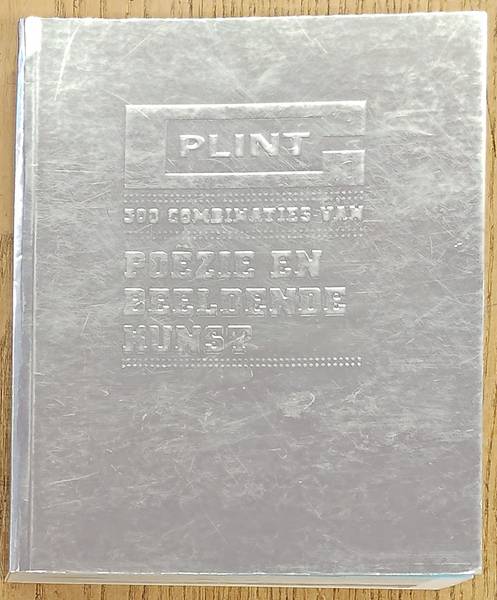 PLINT
500 COMBINATIES VAN
POËZIE EN
BEELDENDE
KUNST